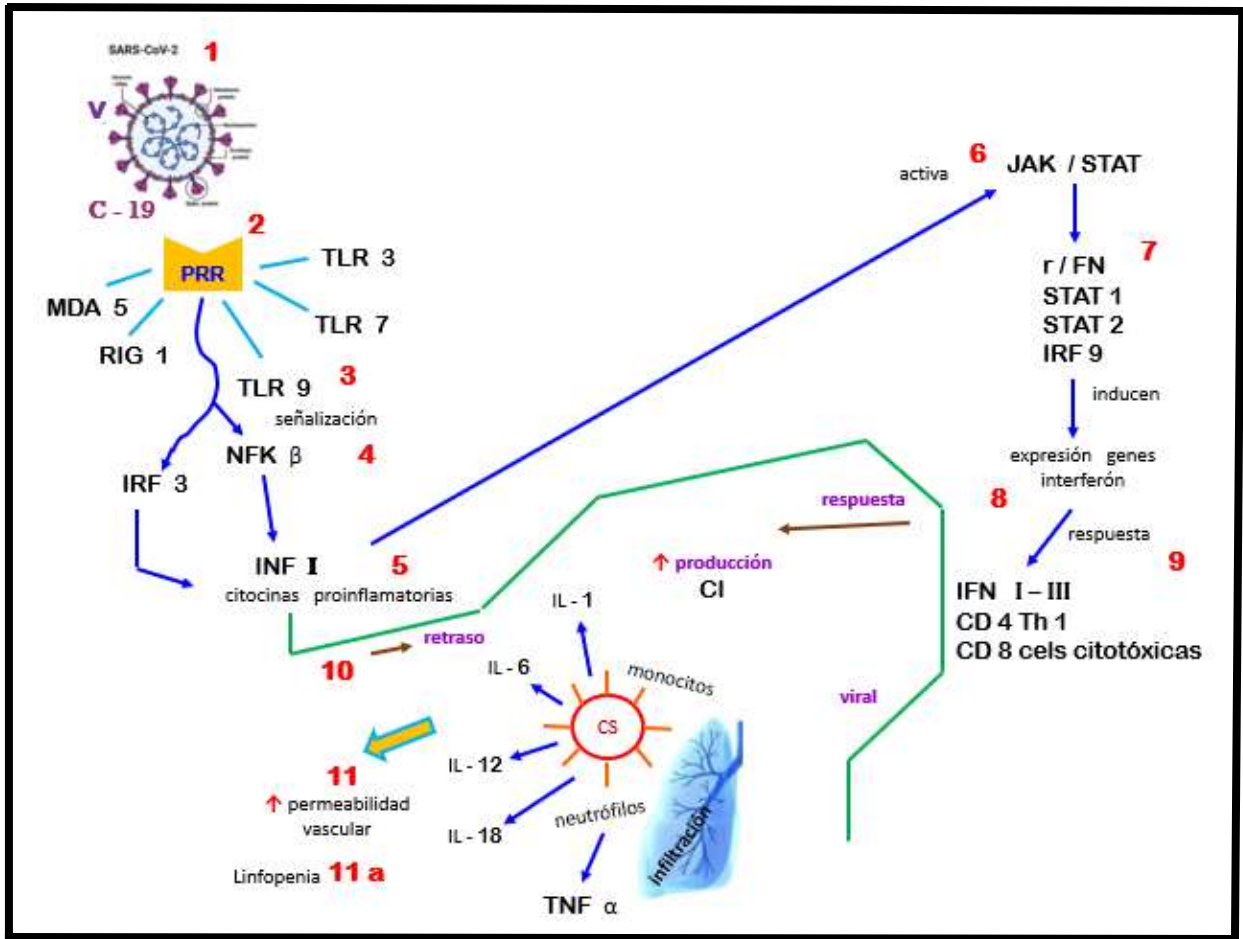 SARS-CoV-2 1
V
C - 19
2
PRR
TLR 3
MDA 5
TLR 7
RIG 1
TLR 9 3
señalización
NFK β 4
IRF 3
INF I 5
citocinas proinflamatorias
activa 6 JAK / STAT
r / FN 7
STAT 1
STAT 2
IRF 9
inducen
expresión genes
interferón
8
respuesta
9
IFN I – III
CD 4 Th 1
CD 8 cels citotóxicas
respuesta
↑ producción
CI
viral
10 retraso
IL - 1
IL - 6
monocitos
CS
IL - 12
neutrófilos
IL - 18
TNF α
infiltración
11
↑ permeabilidad
vascular
Linfopenia 11 a